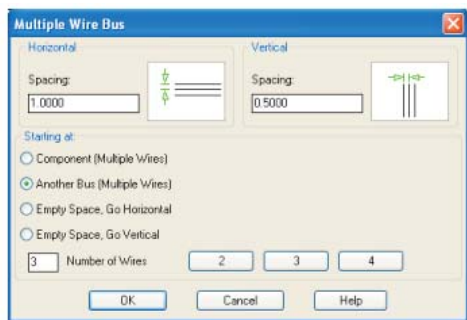 Multiple Wire Bus
Horizontal
Spacing:
1.0000
Vertical
Spacing:
0.5000
Starting at:
Component (Multiple Wires)
Another Bus (Multiple Wires)
Empty Space, Go Horizontal
Empty Space, Go Vertical
3 Number of Wires 2 3 4
OK Cancel Help